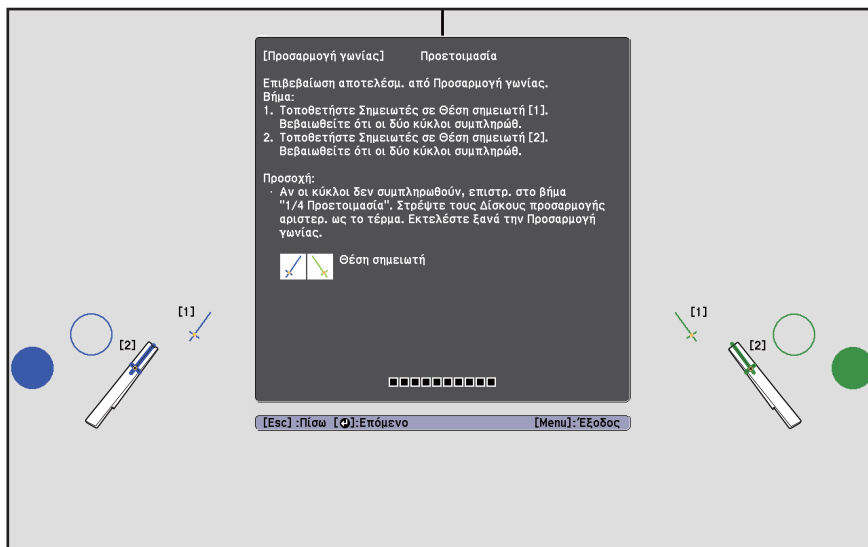 [Προσαρμογή γωνίας] Προετοιμασία
Επιβεβαίωση αποτελέσμ. από Προσαρμογή γωνίας.
Βήμα:
1. Τοποθετήστε Σημειωτές σε Θέση σημειωτή [1].
Βεβαιωθείτε ότι οι δύο κύκλοι συμπληρώθ.
2. Τοποθετήστε Σημειωτές σε Θέση σημειωτή [2].
Βεβαιωθείτε ότι οι δύο κύκλοι συμπληρώθ.
Προσοχή:
· Αν οι κύκλοι δεν συμπληρωθούν, επιστρ. στο βήμα
"1/4 Προετοιμασία". Στρέψτε τους Δίσκους προσαρμογής
αριστερ. ως το τέρμα. Εκτελέστε ξανά την Προσαρμογή
γωνίας.
Θέση σημειωτή
[1]
[2]
[1]
[2]
[Esc] :Πίσω [↵]:Επόμενο [Menu]:Έξοδος